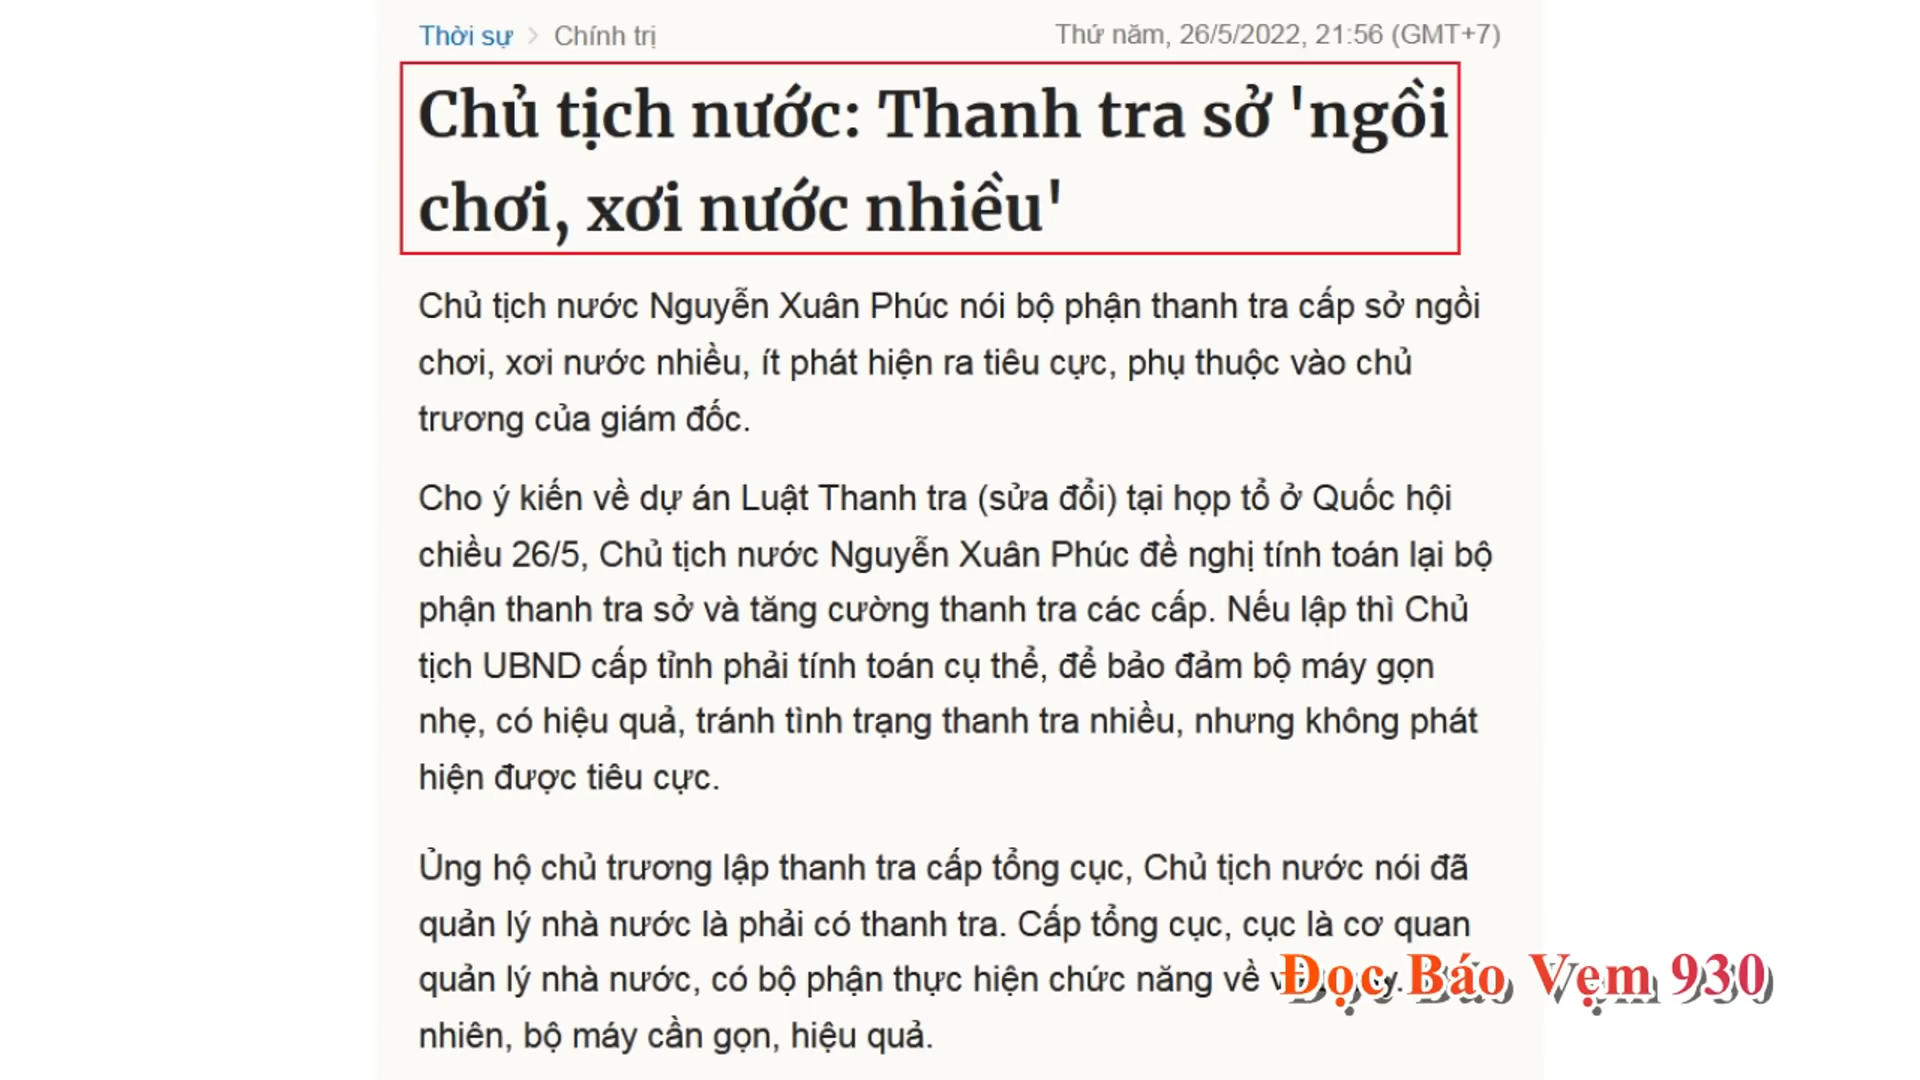 Thời sự > Chính trị
Thứ năm, 26/5/2022, 21:56 (GMT+7)
Chủ tịch nước: Thanh tra sở 'ngồi
chơi, xơi nước nhiều'
Chủ tịch nước Nguyễn Xuân Phúc nói bộ phận thanh tra cấp sở ngồi
chơi, xơi nước nhiều, ít phát hiện ra tiêu cực, phụ thuộc vào chủ
trương của giám đốc.
Cho ý kiến về dự án Luật Thanh tra (sửa đổi) tại họp tổ ở Quốc hội
chiều 26/5, Chủ tịch nước Nguyễn Xuân Phúc đề nghị tính toán lại bộ
phận thanh tra sở và tăng cường thanh tra các cấp. Nếu lập thì Chủ
tịch UBND cấp tỉnh phải tính toán cụ thể, để bảo đảm bộ máy gọn
nhẹ, có hiệu quả, tránh tình trạng thanh tra nhiều, nhưng không phát
hiện được tiêu cực.
Ủng hộ chủ trương lập thanh tra cấp tổng cục, Chủ tịch nước nói đã
quản lý nhà nước là phải có thanh tra. Cấp tổng cục, cục là cơ quan
quản lý nhà nước, có bộ phận thực hiện chức năng về
Đọc Báo Vẹm 930
nhiên, bộ máy cần gọn, hiệu quả.